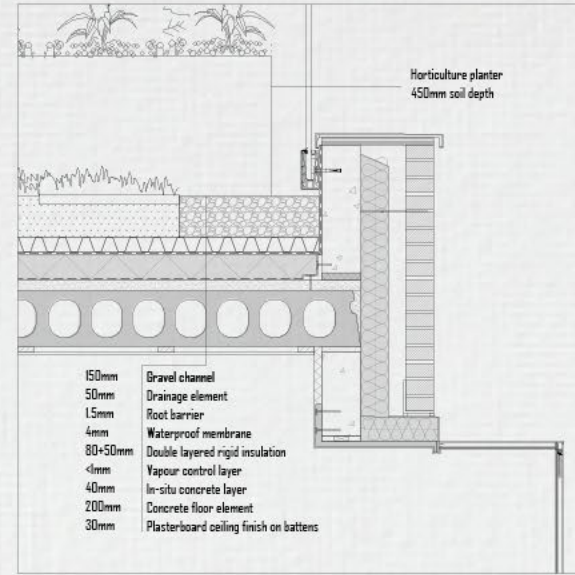 Horticulture planter
450mm soil depth
150mm Gravel channel
50mm Drainage element
1.5mm Root barrier
4mm Waterproof membrane
80+50mm Double layered rigid insulation
<1mm Vapour control layer
40mm In-situ concrete layer
200mm Concrete floor element
30mm Plasterboard ceiling finish on battens